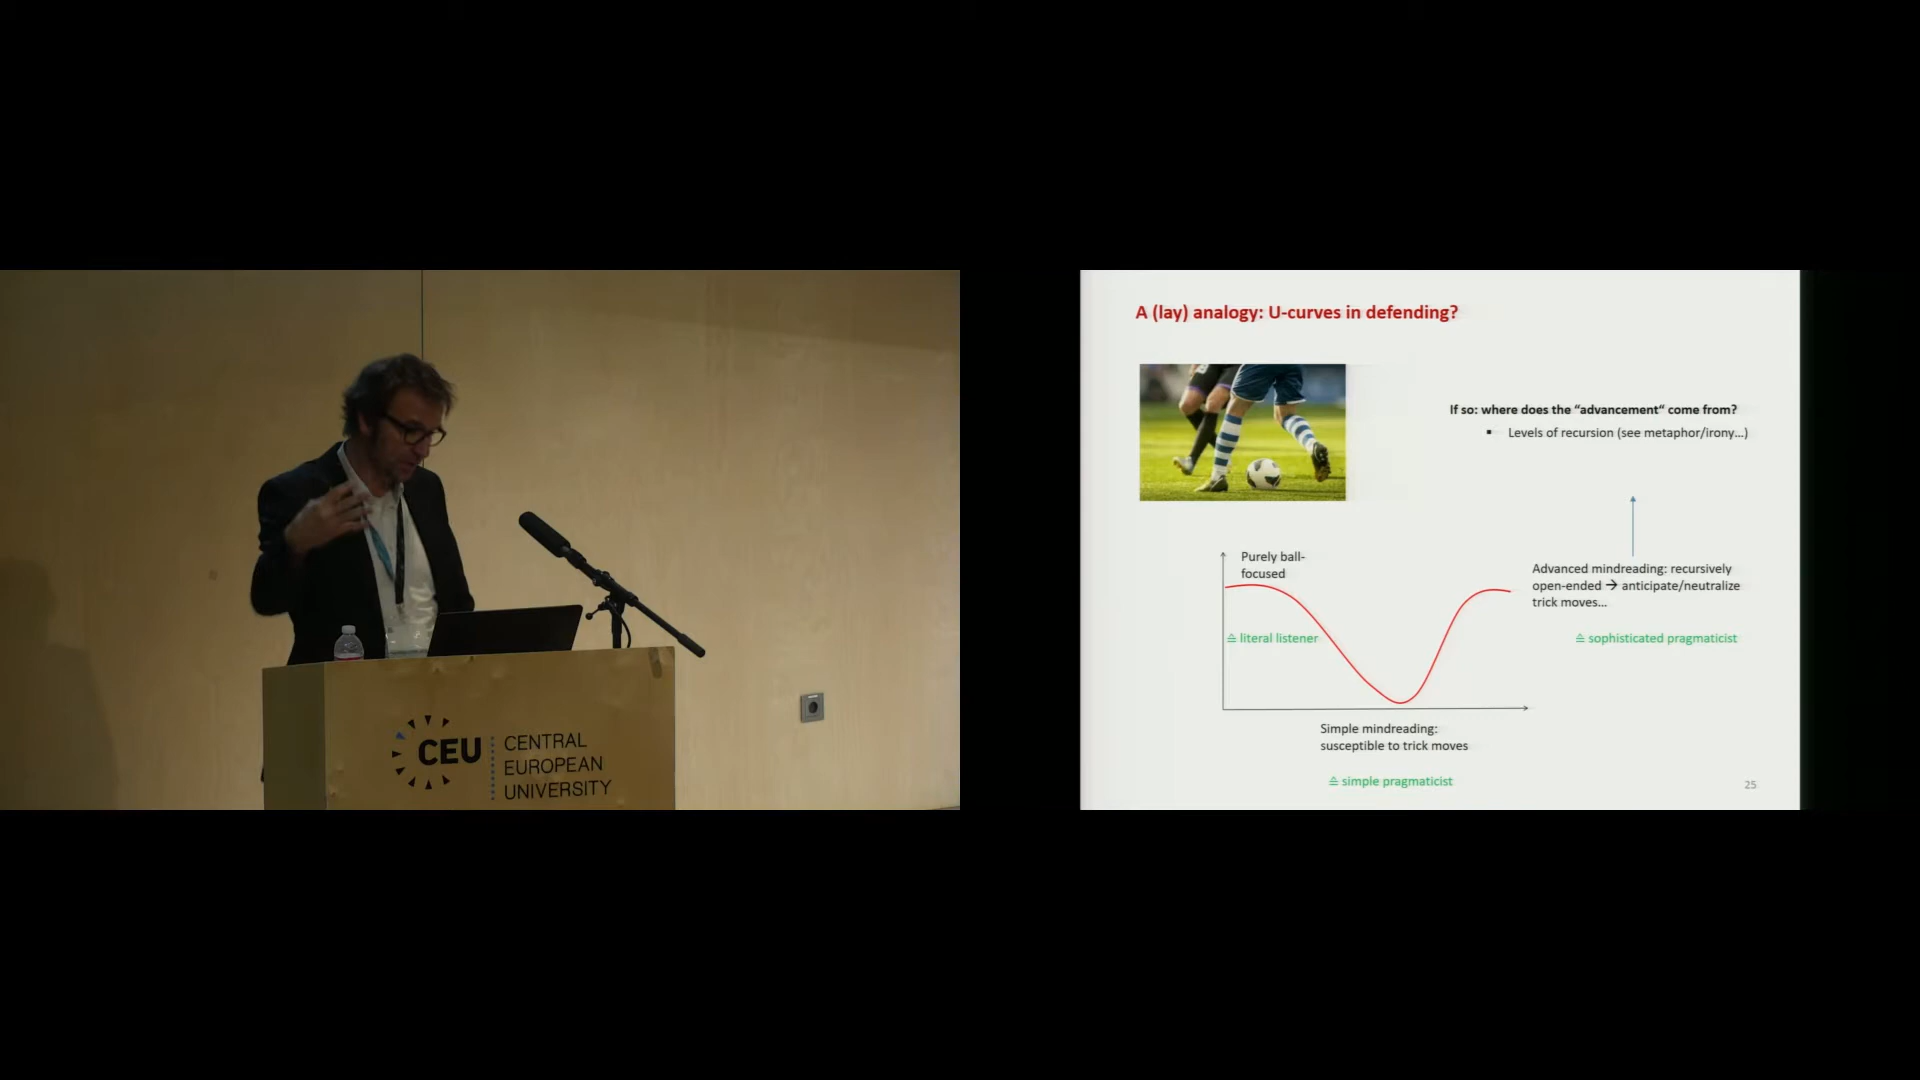 CEU
CENTRAL
EUROPEAN
UNIVERSITY
A (lay) analogy: U-curves in defending?
If so: where does the “advancement“ come from?
▪ Levels of recursion (see metaphor/irony...)
Purely ball-
focused
Advanced mindreading: recursively
open-ended → anticipate/neutralize
trick moves...
≙ literal listener
≙ sophisticated pragmaticist
Simple mindreading:
susceptible to trick moves
≙ simple pragmaticist
25